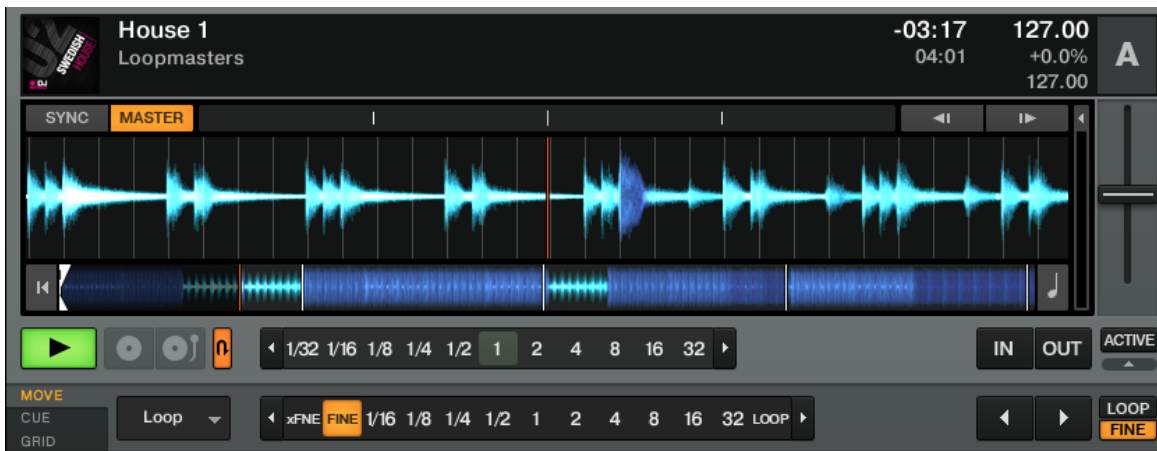 SWEDISH
HOUSE
DJ
House 1
Loopmasters
-03:17
04:01
127.00
+0.0%
127.00
A
SYNC MASTER
1/32 1/16 1/8 1/4 1/2 1 2 4 8 16 32
IN OUT
ACTIVE
MOVE
CUE
GRID
Loop
xFNE FINE 1/16 1/8 1/4 1/2 1 2 4 8 16 32 LOOP
LOOP
FINE